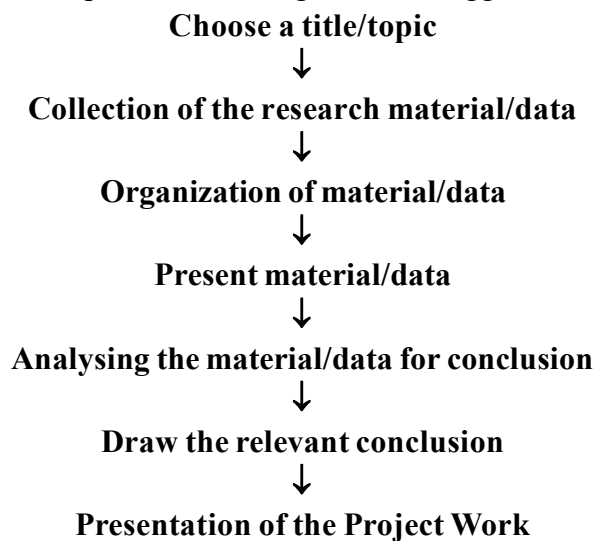 Choose a title/topic
↓
Collection of the research material/data
↓
Organization of material/data
↓
Present material/data
↓
Analysing the material/data for conclusion
↓
Draw the relevant conclusion
↓
Presentation of the Project Work